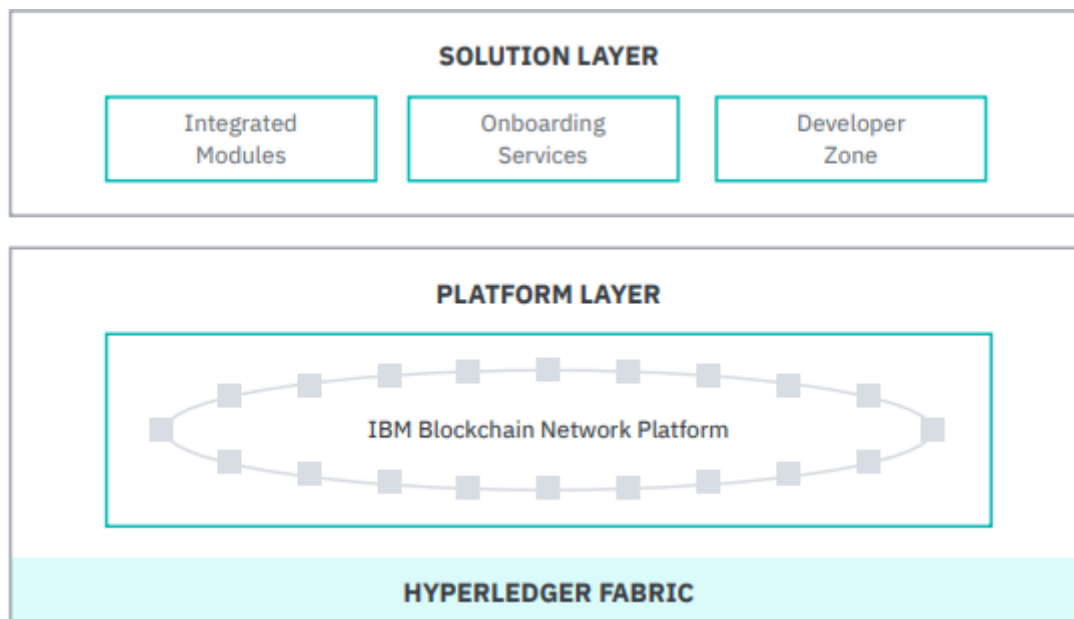 SOLUTION LAYER
Integrated
Modules
Onboarding
Services
Developer
Zone
PLATFORM LAYER
IBM Blockchain Network Platform
HYPERLEDGER FABRIC